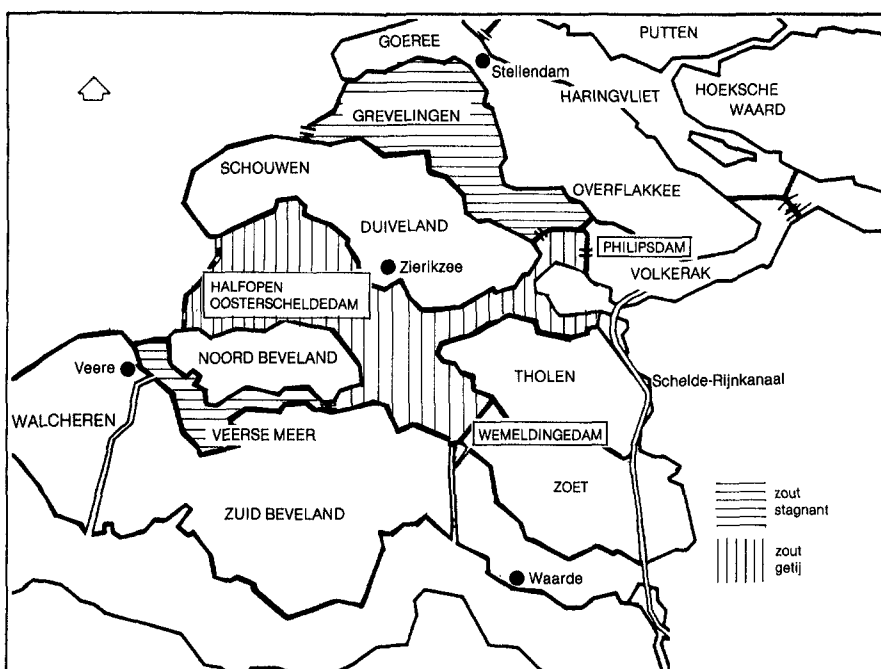 GOEREE
PUTTEN
Stellendam
HARINGVLIET
HOEKSCHE
WAARD
GREVELINGEN
SCHOUWEN
OVERFLAKKEE
DUIVELAND
PHILIPSDAM
Zierikzee
VOLKERAK
HALFOPEN
OOSTERSCHELDEDAM
NOORD BEVELAND
Veere
THOLEN
Schelde-Rijnkanaal
WALCHEREN
VEERSE MEER
WEMELDINGEDAM
ZOET
ZUID BEVELAND
zout
stagnant
zout
getij
Waarde